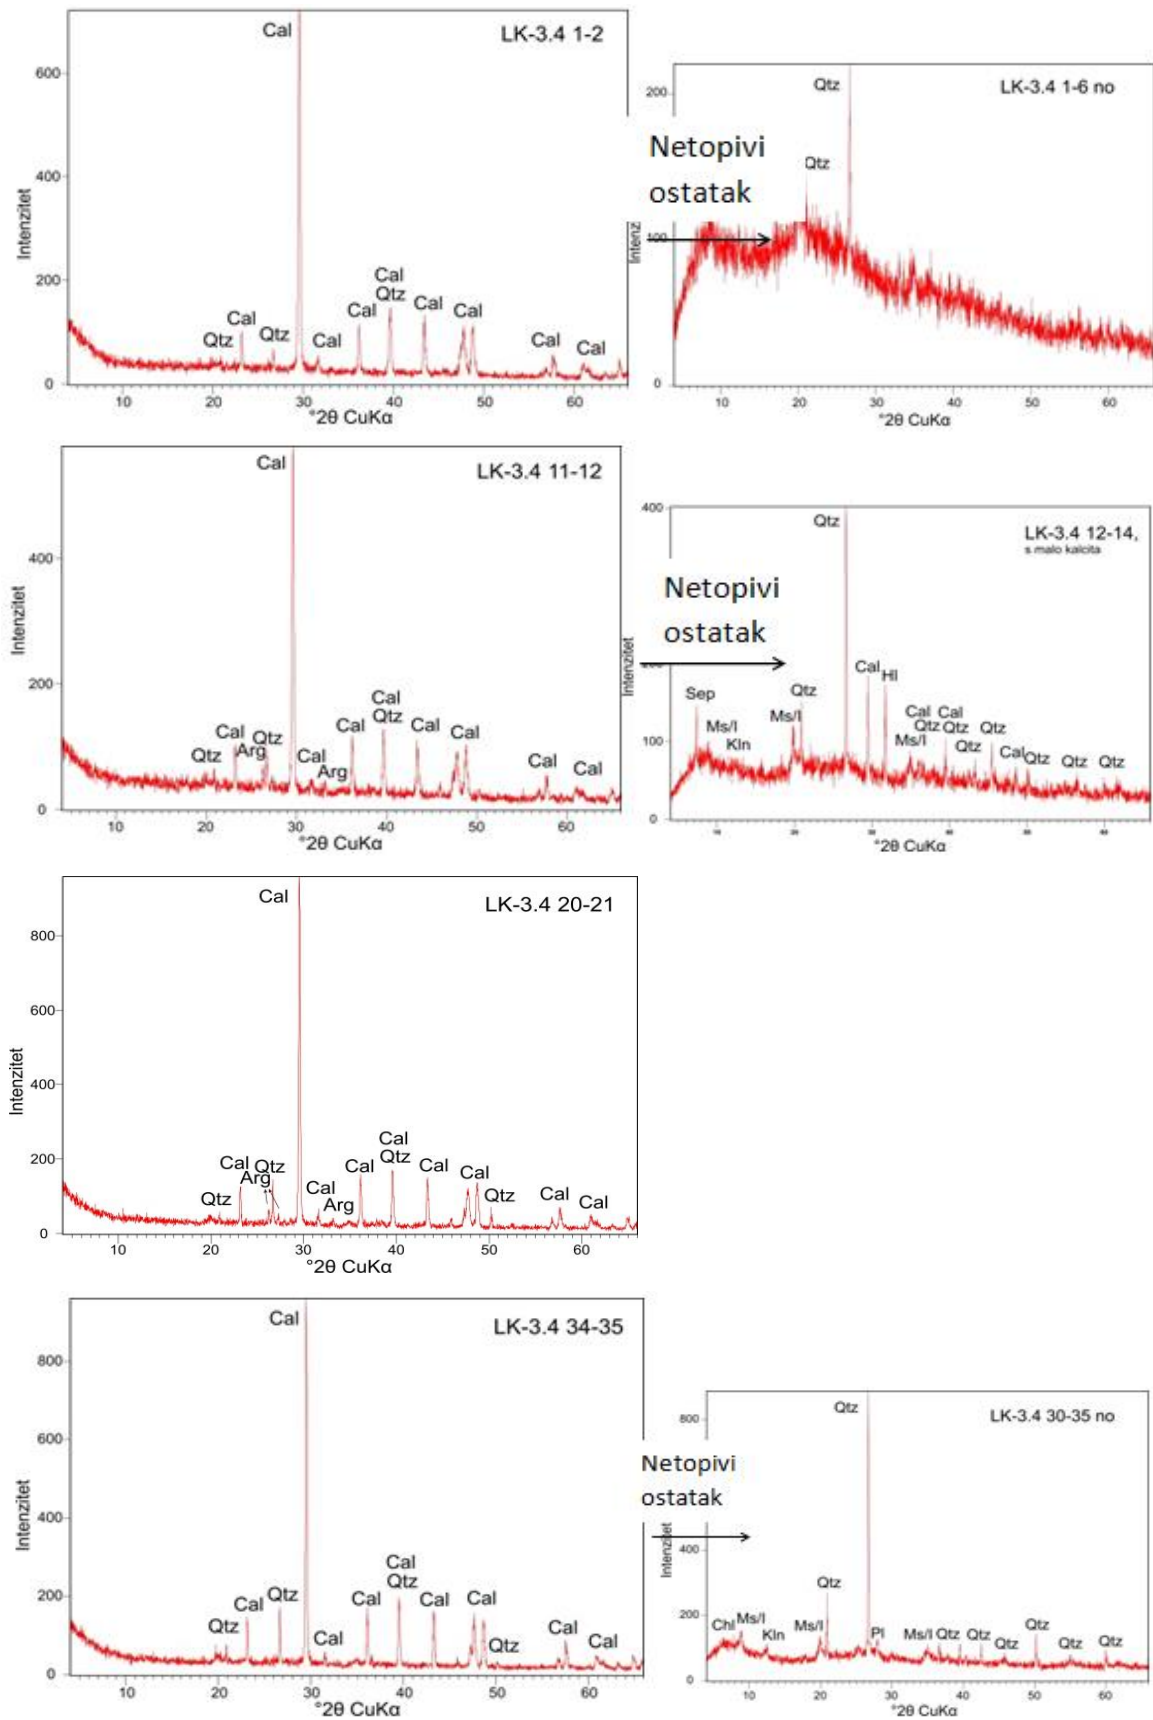 LK-3.4 1-2
Cal
Intenzitet
600
400
200
0
Qtz
Cal
Qtz
Cal
Cal
Cal
Qtz
Cal
Cal
Cal
Cal
10 20 30 40 50 60
°2θ CuKα
LK-3.4 1-6 no
Qtz
Qtz
200
100
0
Netopivi
ostatak
10 20 30 40 50 60
°2θ CuKα
LK-3.4 11-12
Cal
Intenzitet
400
200
0
Qtz
Cal
Arg
Qtz
Cal
Arg
Cal
Cal
Qtz
Cal
Cal
Cal
Cal
10 20 30 40 50 60
°2θ CuKα
LK-3.4 12-14,
s malo kalcita
Qtz
400
100
0
Netopivi
ostatak
Intenzitet
Sep
Ms/I
Kln
Ms/I
Qtz
Cal
Hl
Ms/I
Cal
Qtz
Cal
Qtz
Qtz
Qtz
Cal
Qtz
Qtz
Qtz
10 20 30 40 50 60
°2θ CuKα
LK-3.4 20-21
Cal
Intenzitet
800
600
400
200
0
Qtz
Cal
Arg
Qtz
Cal
Arg
Cal
Cal
Qtz
Cal
Cal
Qtz
Cal
Cal
10 20 30 40 50 60
°2θ CuKα
LK-3.4 34-35
Cal
Intenzitet
800
600
400
200
0
Qtz
Cal
Qtz
Cal
Cal
Cal
Qtz
Cal
Cal
Qtz
Cal
Cal
10 20 30 40 50 60
°2θ CuKα
LK-3.4 30-35 no
Qtz
800
400
200
0
Netopivi
ostatak
Intenzitet
Chl
Ms/I
Kln
Ms/I
Qtz
Pl
Ms/I
Qtz
Qtz
Qtz
Qtz
Qtz
Qtz
10 20 30 40 50 60
°2θ CuKα